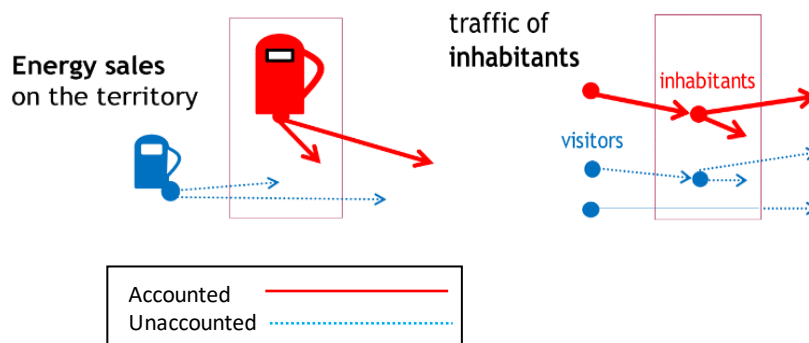 Energy sales
on the territory
traffic of
inhabitants
inhabitants
visitors
Accounted
Unaccounted